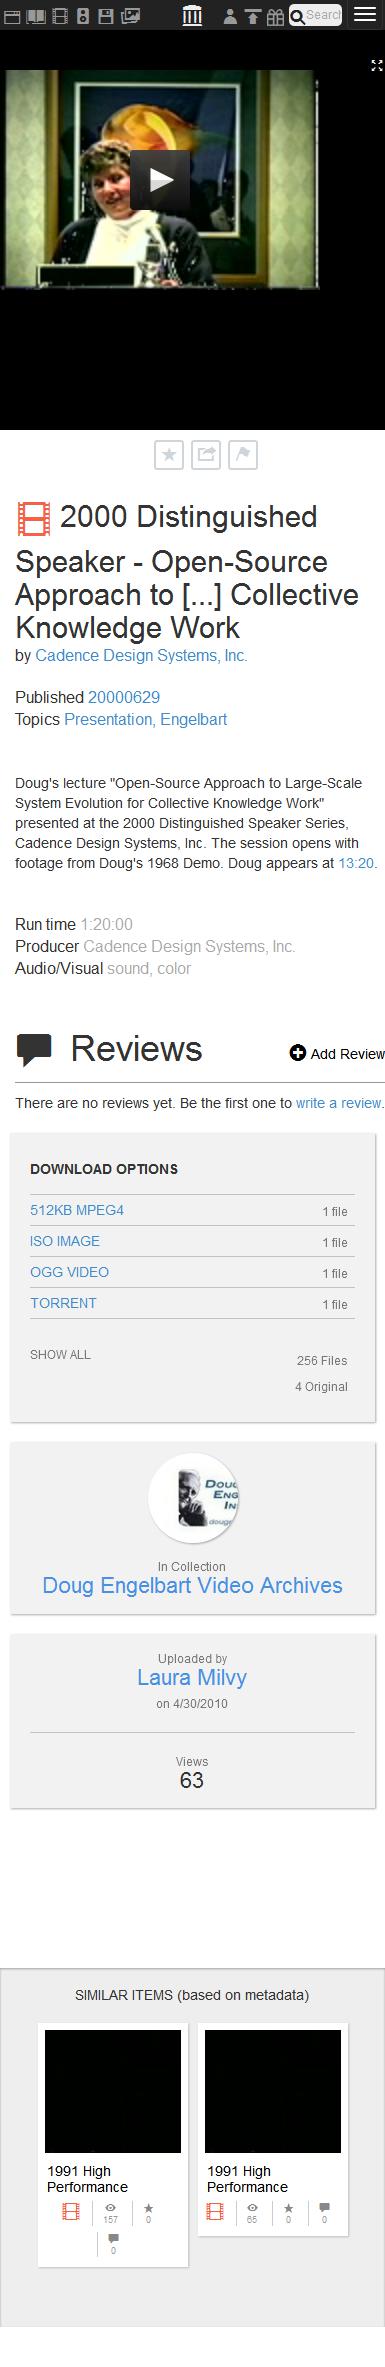 Search
2000 Distinguished
Speaker - Open-Source
Approach to [...] Collective
Knowledge Work
by Cadence Design Systems, Inc.
Published 20000629
Topics Presentation, Engelbart
Doug's lecture "Open-Source Approach to Large-Scale
System Evolution for Collective Knowledge Work"
presented at the 2000 Distinguished Speaker Series,
Cadence Design Systems, Inc. The session opens with
footage from Doug's 1968 Demo. Doug appears at 13:20.
Run time 1:20:00
Producer Cadence Design Systems, Inc.
Audio/Visual sound, color
Reviews
Add Review
There are no reviews yet. Be the first one to write a review.
DOWNLOAD OPTIONS
512KB MPEG4 1 file
ISO IMAGE 1 file
OGG VIDEO 1 file
TORRENT 1 file
SHOW ALL 256 Files
4 Original
In Collection
Doug Engelbart Video Archives
Uploaded by
Laura Milvy
on 4/30/2010
Views
63
SIMILAR ITEMS (based on metadata)
1991 High
Performance
157 0
0
1991 High
Performance
65 0 0